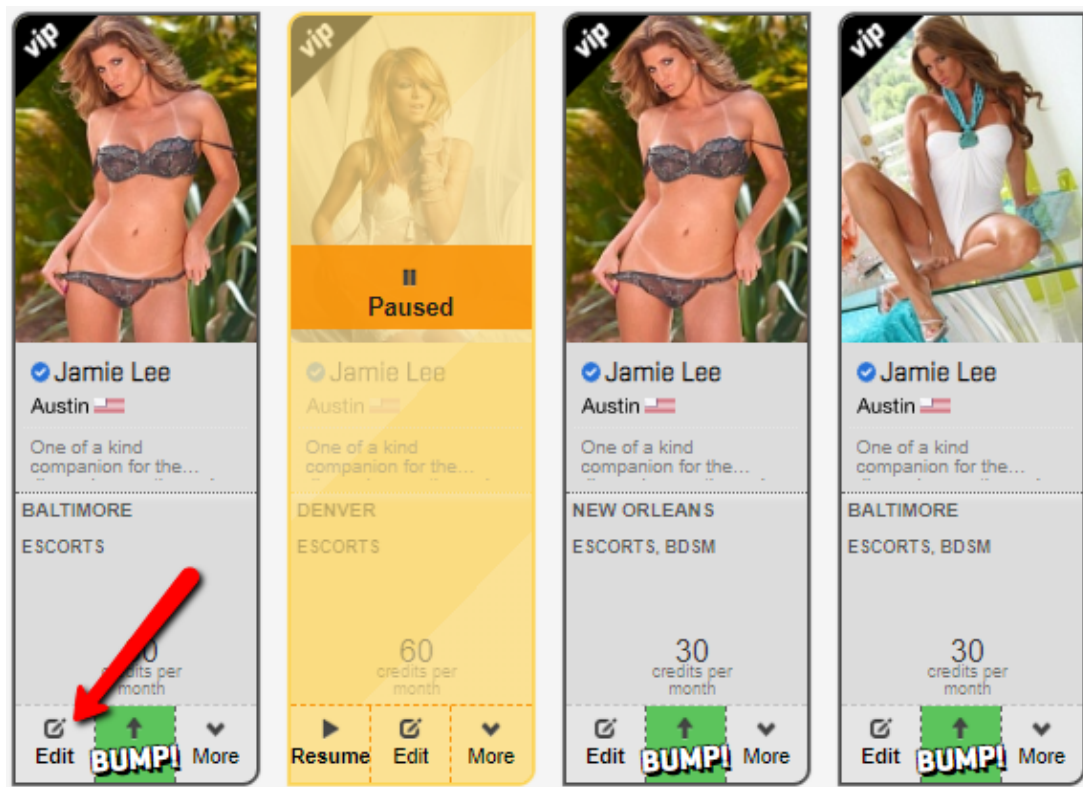 vip
Jamie Lee
Austin
One of a kind
companion for the...
BALTIMORE
ESCORTS
credits per
month
Edit
BUMP!
More
vip
Paused
Jamie Lee
Austin
One of a kind
companion for the...
DENVER
ESCORTS
60
credits per
month
Resume
Edit
More
vip
Jamie Lee
Austin
One of a kind
companion for the...
NEW ORLEANS
ESCORTS, BDSM
30
credits per
month
Edit
BUMP!
More
vip
Jamie Lee
Austin
One of a kind
companion for the...
BALTIMORE
ESCORTS, BDSM
30
credits per
month
Edit
BUMP!
More